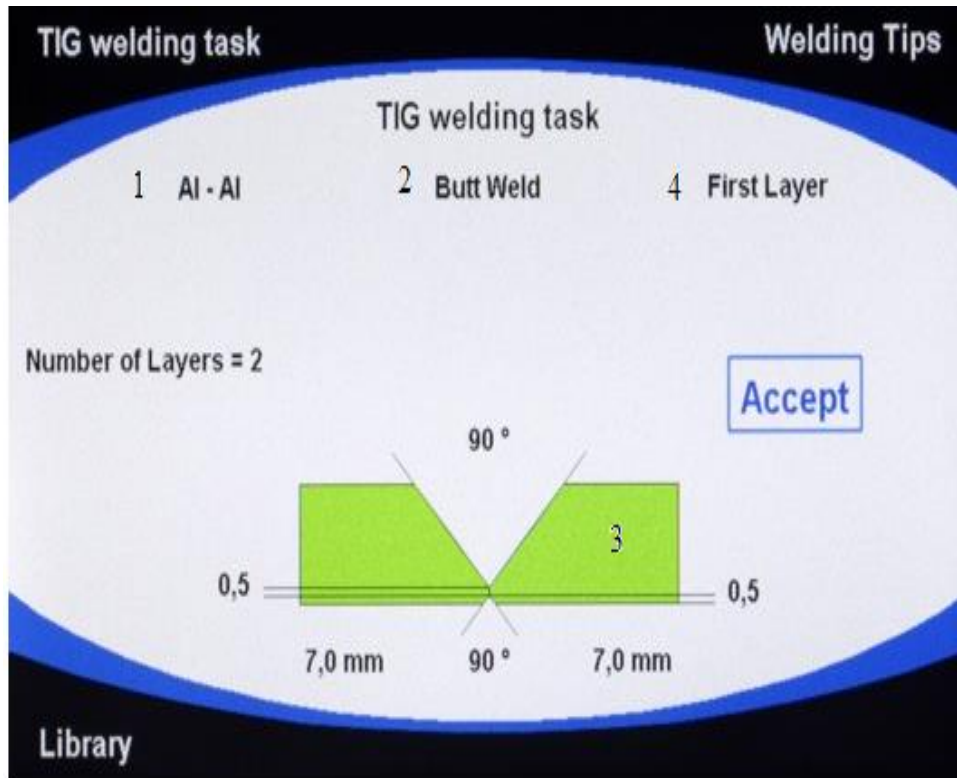 TIG welding task
Welding Tips
TIG welding task
1 Al - Al
2 Butt Weld
4 First Layer
Number of Layers = 2
Accept
90 °
3
0,5
0,5
7,0 mm
90 °
7,0 mm
Library